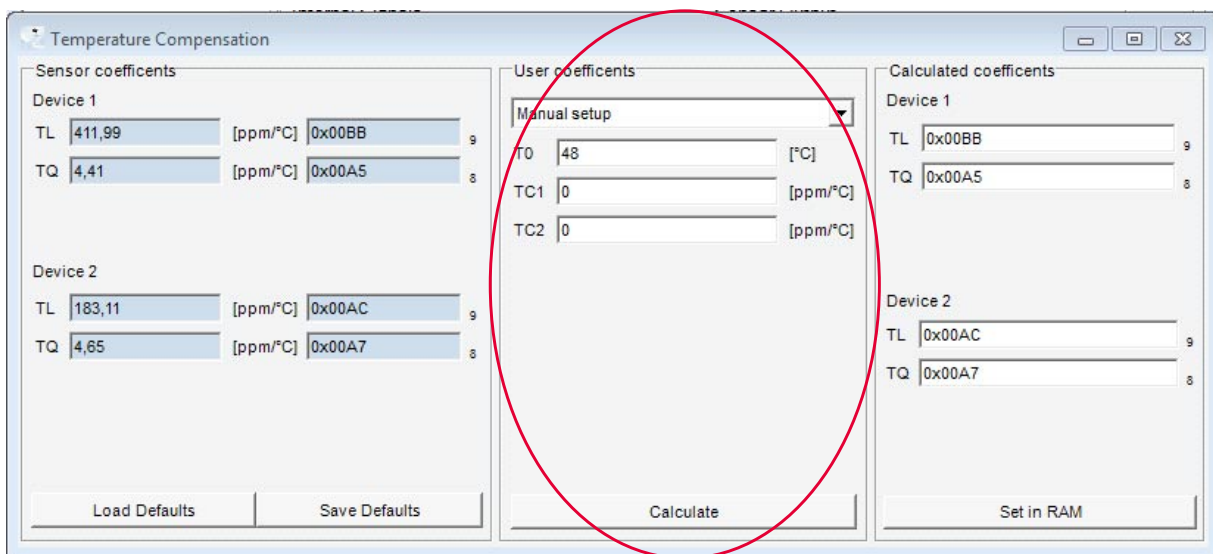 Temperature Compensation
Sensor coefficents
Device 1
TL 411,99 [ppm/°C] 0x00BB 9
TQ 4,41 [ppm/°C] 0x00A5 8
Device 2
TL 183,11 [ppm/°C] 0x00AC 9
TQ 4,65 [ppm/°C] 0x00A7 8
Load Defaults Save Defaults
User coefficents
Manual setup
T0 48 [°C]
TC1 0 [ppm/°C]
TC2 0 [ppm/°C]
Calculate
Calculated coefficents
Device 1
TL 0x00BB 9
TQ 0x00A5 8
Device 2
TL 0x00AC 9
TQ 0x00A7 8
Set in RAM